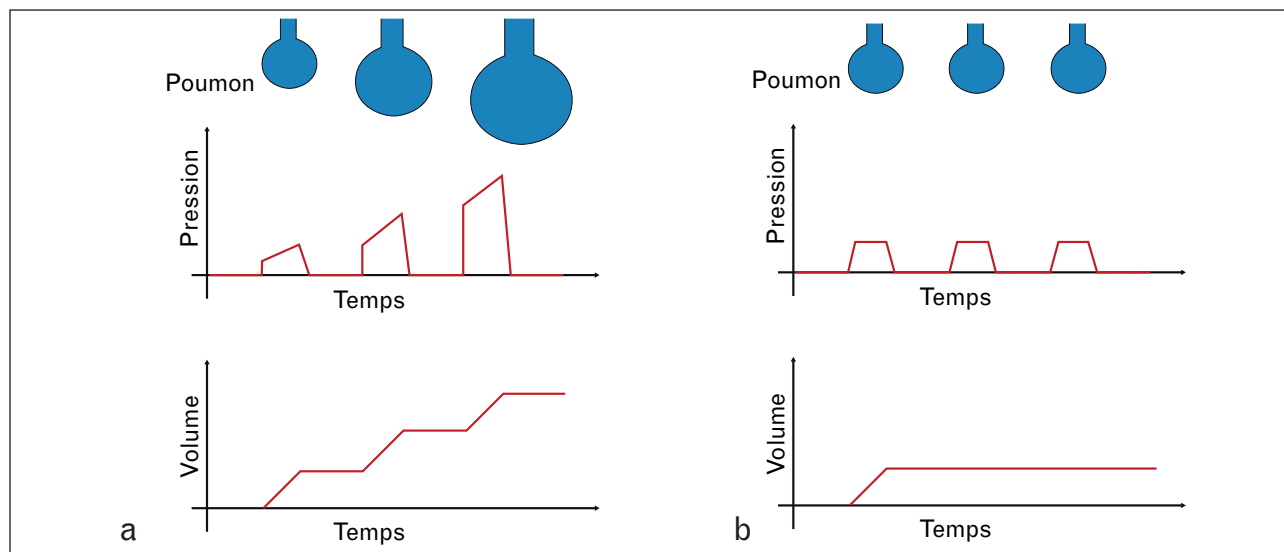 Poumon
Pression
Temps
Volume
Temps
a
Poumon
Pression
Temps
Volume
Temps
b